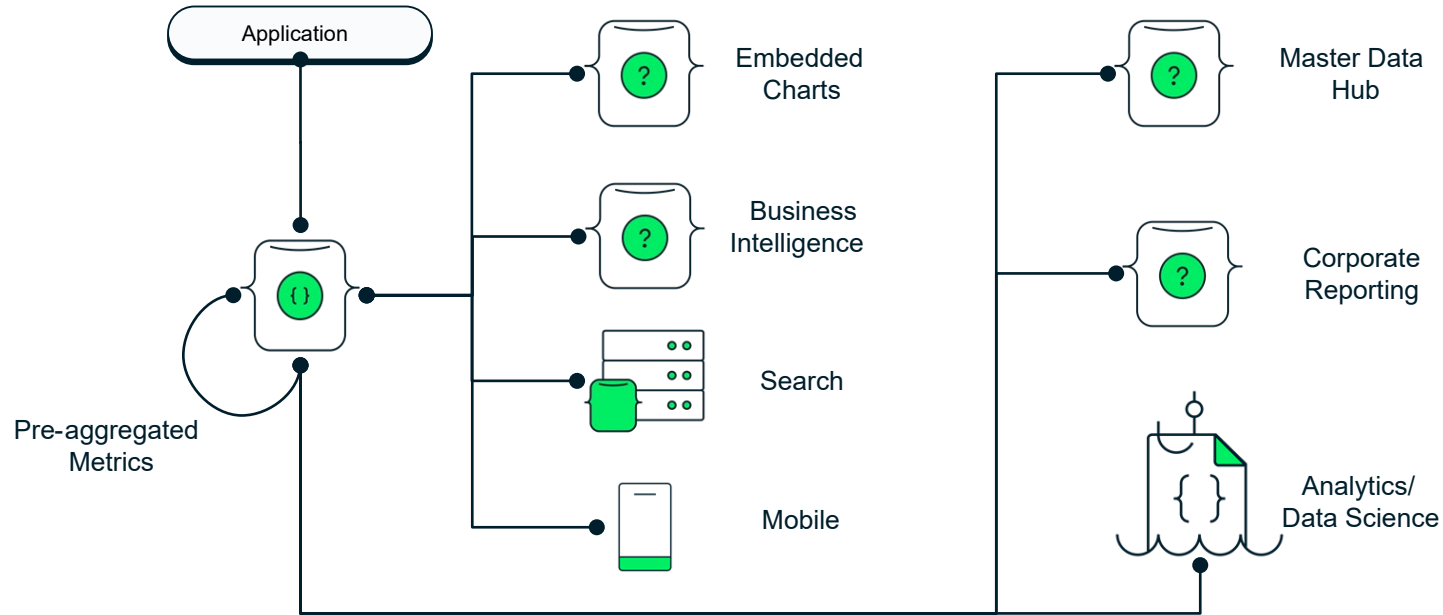 Application
Embedded
Charts
Master Data
Hub
?
?
Business
Intelligence
?
Corporate
Reporting
?
{ }
Search
Pre-aggregated
Metrics
{ }
Analytics/
Data Science
Mobile